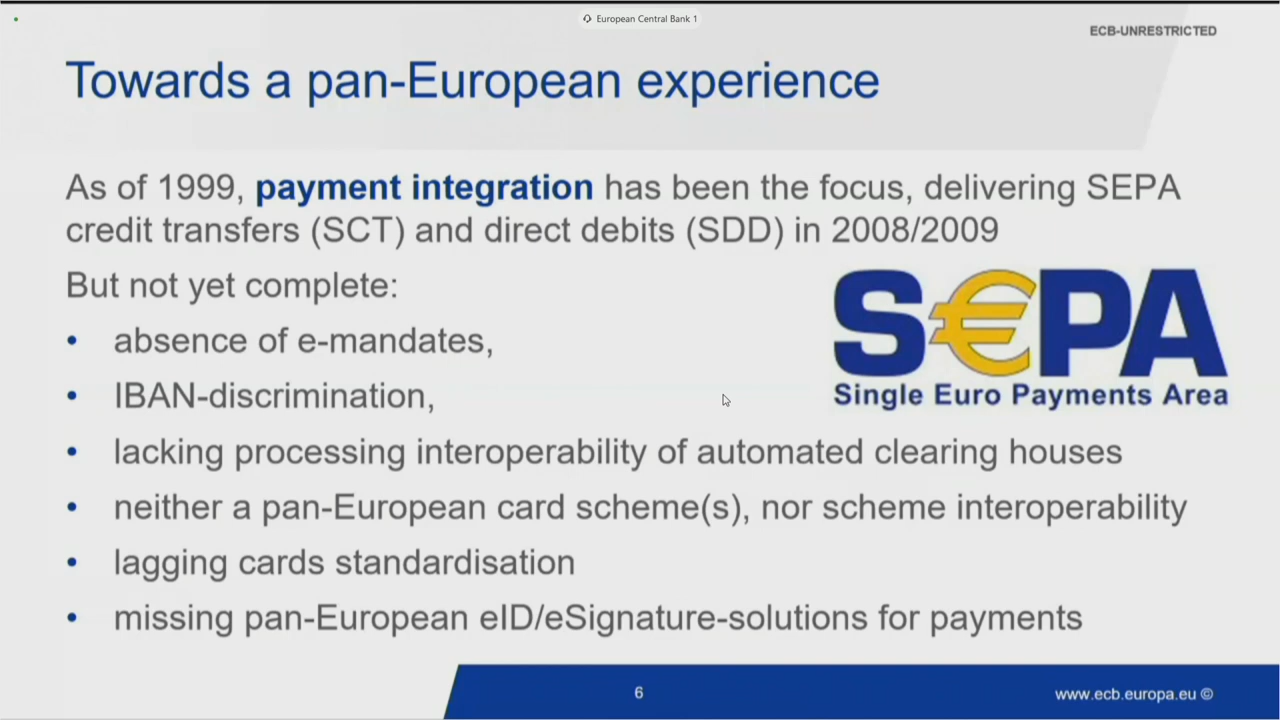 European Central Bank 1
ECB-UNRESTRICTED
Towards a pan-European experience
As of 1999, payment integration has been the focus, delivering SEPA
credit transfers (SCT) and direct debits (SDD) in 2008/2009
But not yet complete:
• absence of e-mandates,
• IBAN-discrimination,
S€PA
Single Euro Payments Area
• lacking processing interoperability of automated clearing houses
• neither a pan-European card scheme(s), nor scheme interoperability
• lagging cards standardisation
• missing pan-European eID/eSignature-solutions for payments
6
www.ecb.europa.eu ©